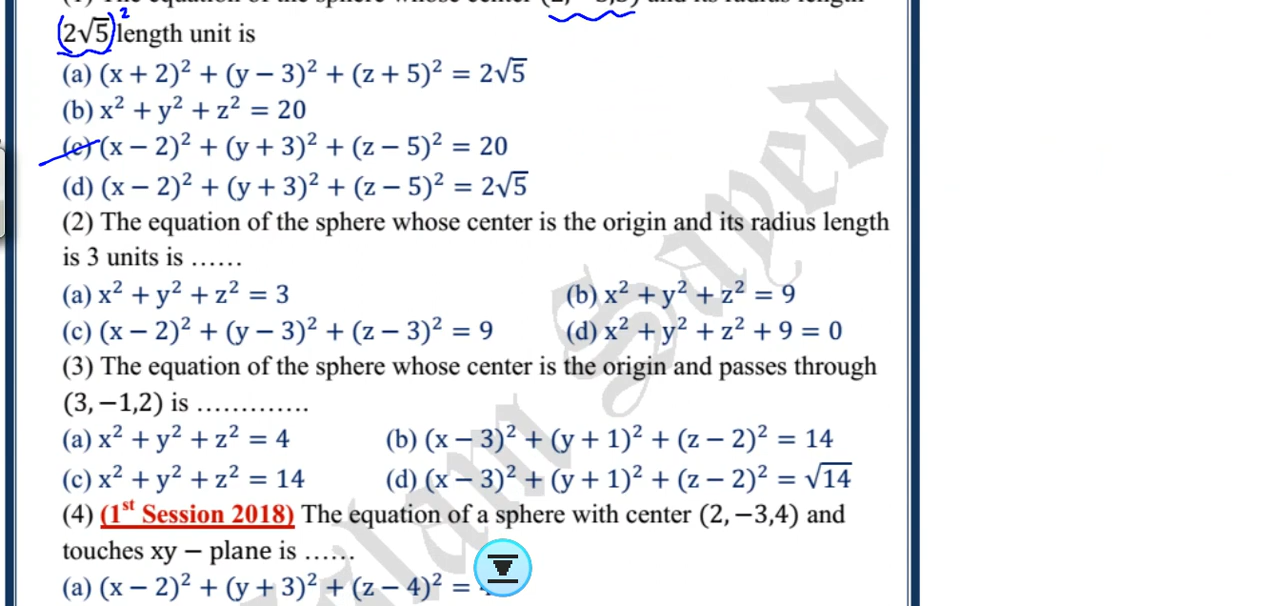 2√5 length unit is
2
(a) (x + 2)² + (y − 3)² + (z + 5)² = 2√5
(b) x² + y² + z² = 20
(c) (x − 2)² + (y + 3)² + (z − 5)² = 20
(d) (x − 2)² + (y + 3)² + (z − 5)² = 2√5
(2) The equation of the sphere whose center is the origin and its radius length
is 3 units is ……
(a) x² + y² + z² = 3 (b) x² + y² + z² = 9
(c) (x − 2)² + (y − 3)² + (z − 3)² = 9 (d) x² + y² + z² + 9 = 0
(3) The equation of the sphere whose center is the origin and passes through
(3, −1,2) is ………….
(a) x² + y² + z² = 4 (b) (x − 3)² + (y + 1)² + (z − 2)² = 14
(c) x² + y² + z² = 14 (d) (x − 3)² + (y + 1)² + (z − 2)² = √14
(4) (1st Session 2018) The equation of a sphere with center (2, −3,4) and
touches xy − plane is ……
(a) (x − 2)² + (y + 3)² + (z − 4)² =